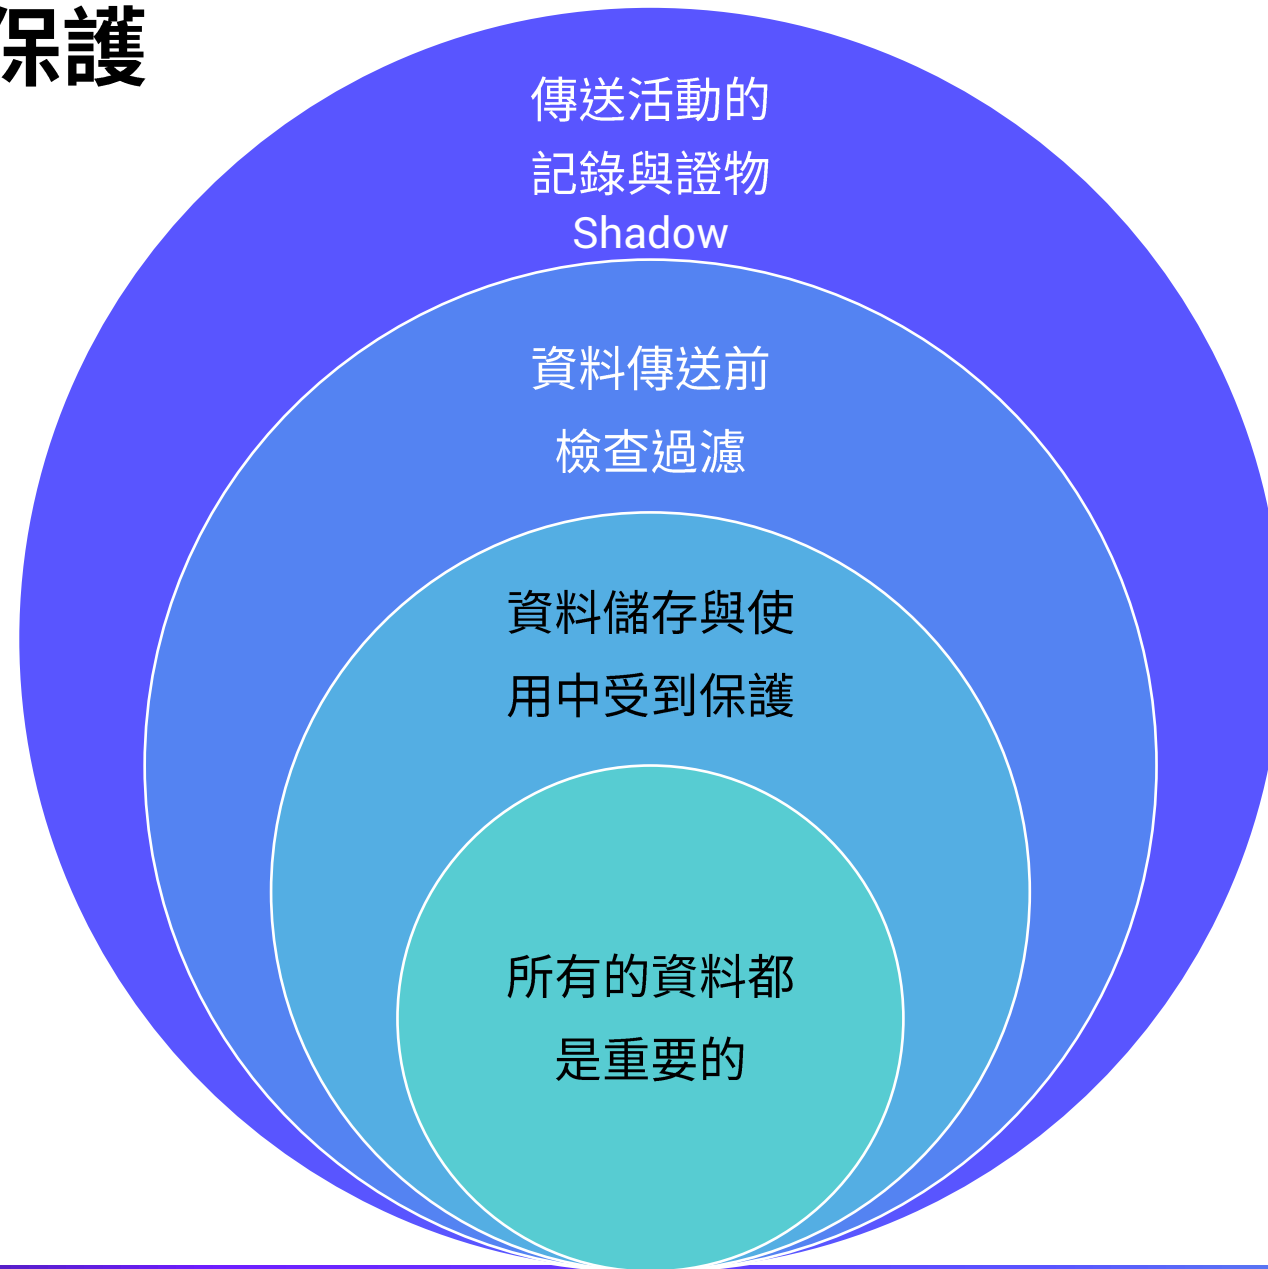 保護
傳送活動的
記錄與證物
Shadow
資料傳送前
檢查過濾
資料儲存與使
用中受到保護
所有的資料都
是重要的